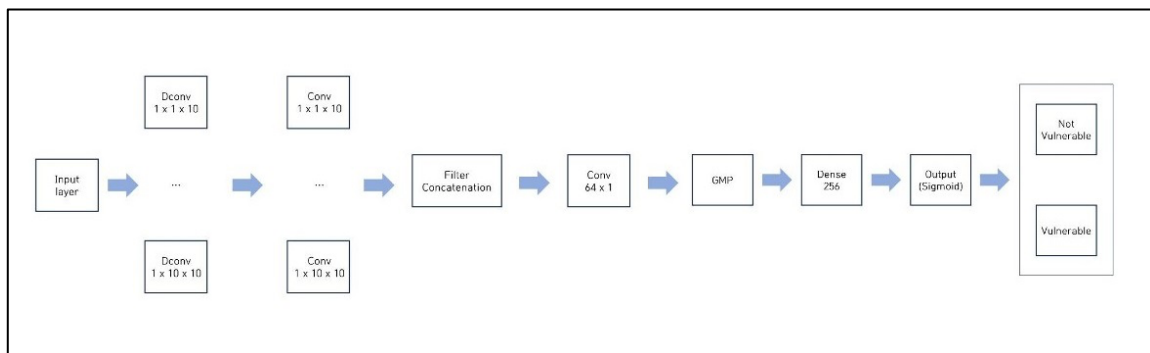 Input
layer
Dconv
1 x 1 x 10
...
Dconv
1 x 10 x 10
Conv
1 x 1 x 10
...
Conv
1 x 10 x 10
Filter
Concatenation
Conv
64 x 1
GMP
Dense
256
Output
(Sigmoid)
Not
Vulnerable
Vulnerable